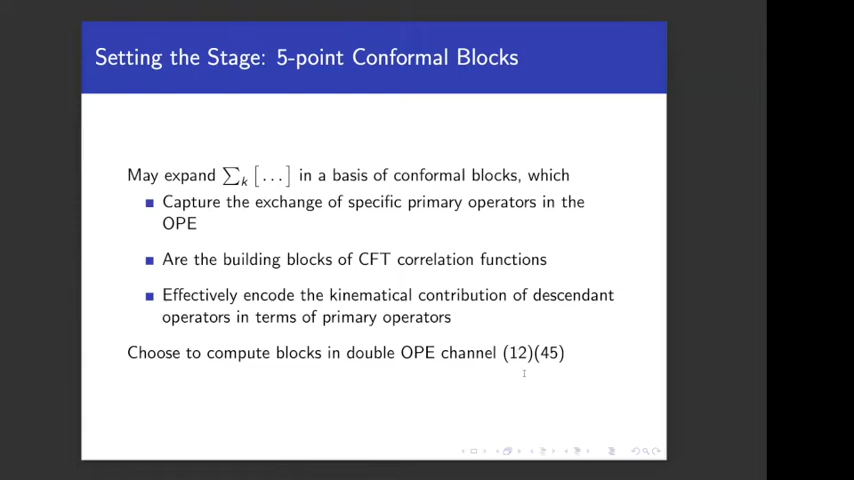 Setting the Stage: 5-point Conformal Blocks
May expand ∑ₖ [...] in a basis of conformal blocks, which
Capture the exchange of specific primary operators in the
OPE
Are the building blocks of CFT correlation functions
Effectively encode the kinematical contribution of descendant
operators in terms of primary operators
Choose to compute blocks in double OPE channel (12)(45)